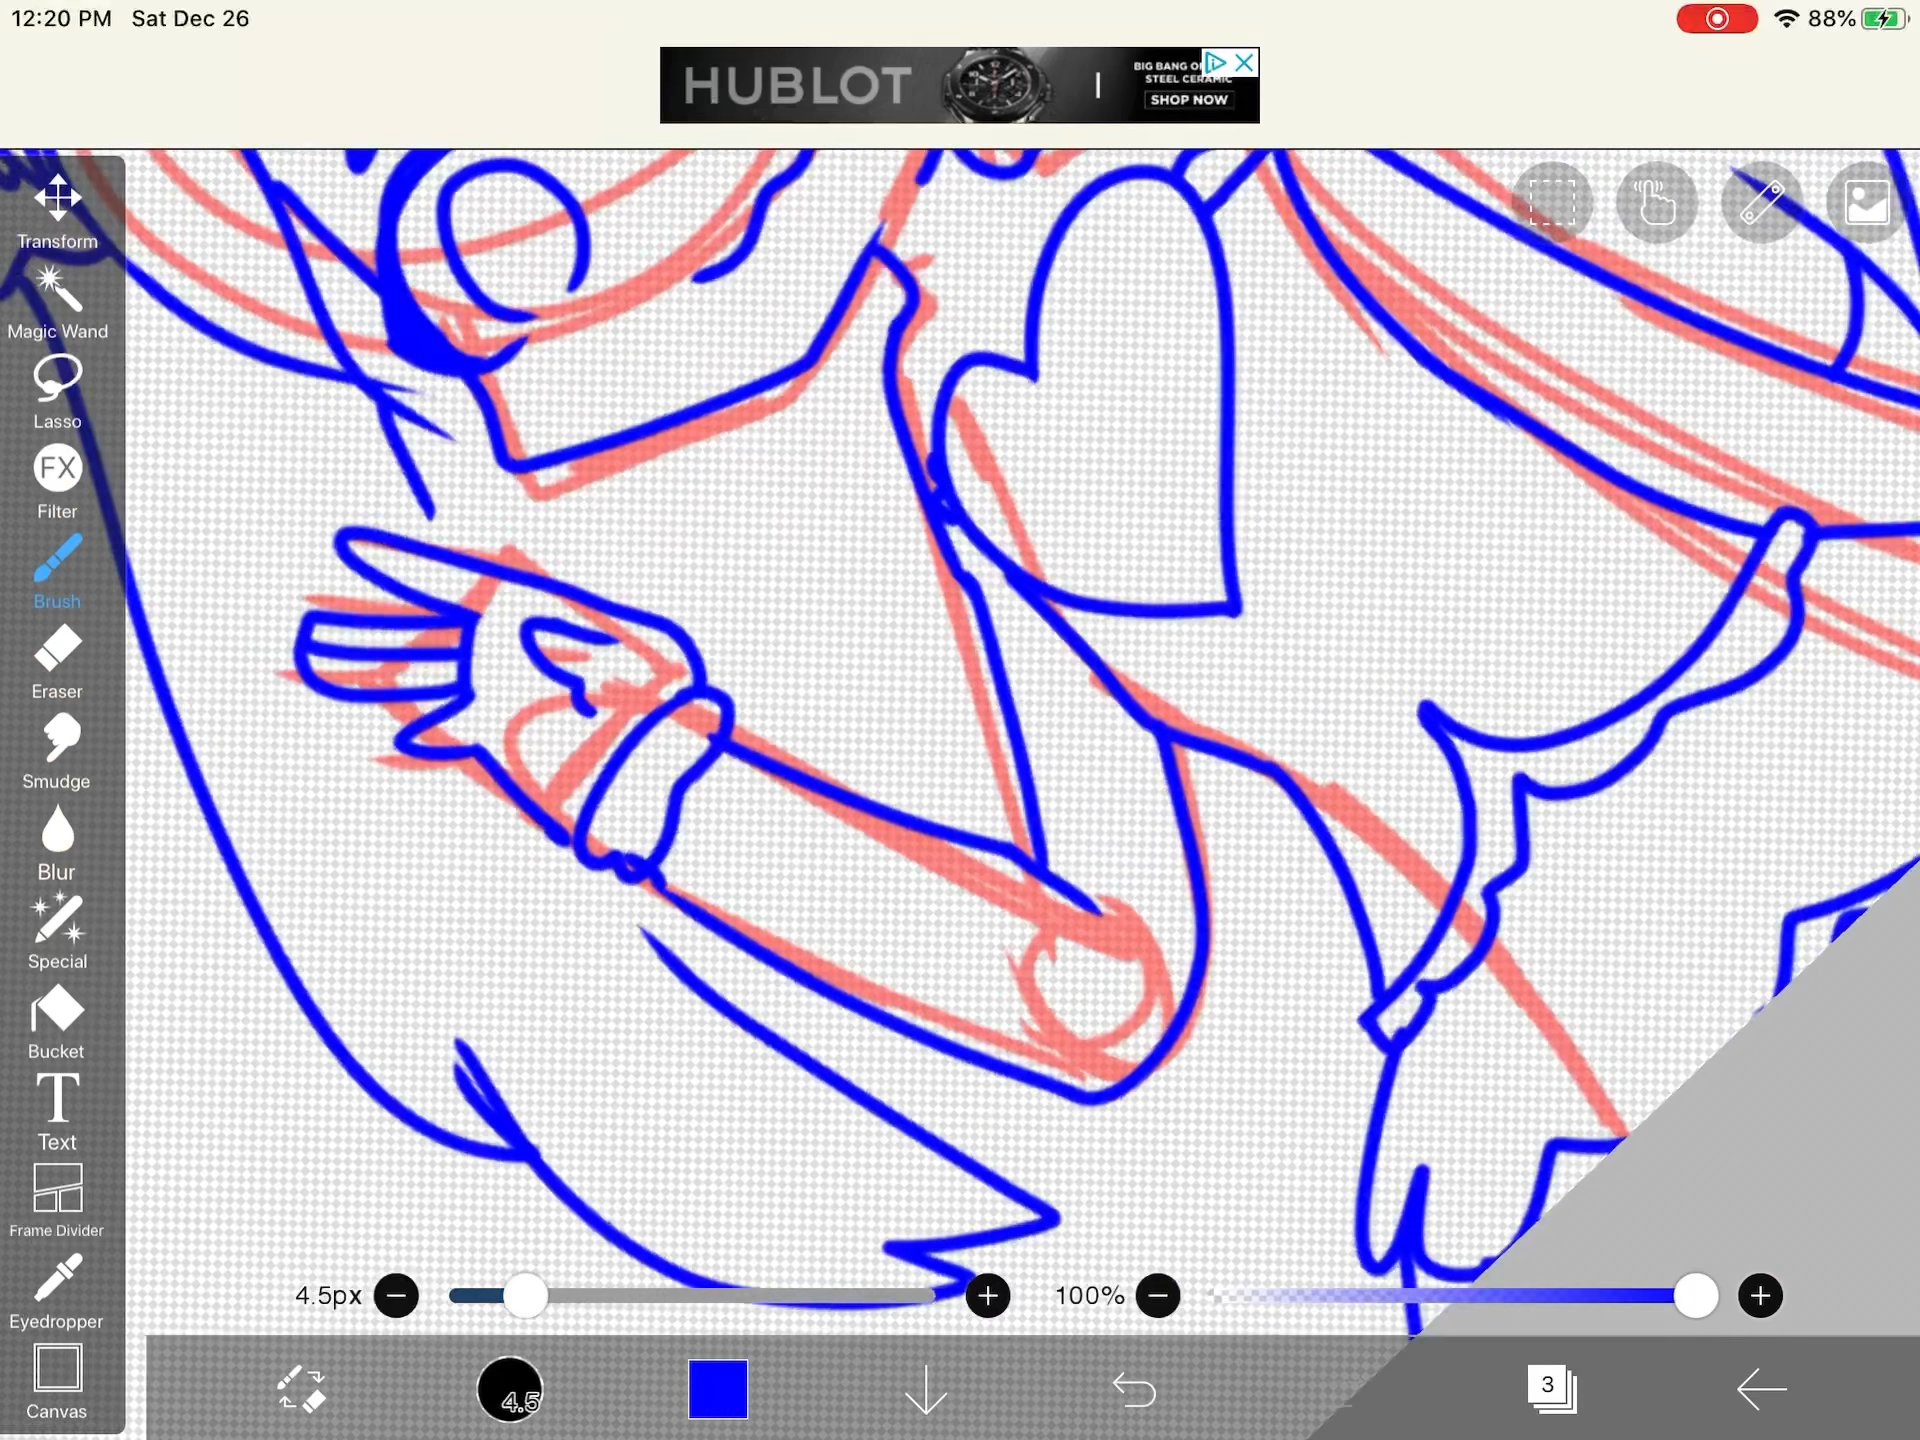 12:20 PM Sat Dec 26
88%
HUBLOT
BIG BANG
STEEL CERAMIC
SHOP NOW
Transform
Magic Wand
Lasso
FX
Filter
Brush
Eraser
Smudge
Blur
Special
Bucket
T
Text
Frame Divider
Eyedropper
Canvas
4.5px
100%
4.5
3